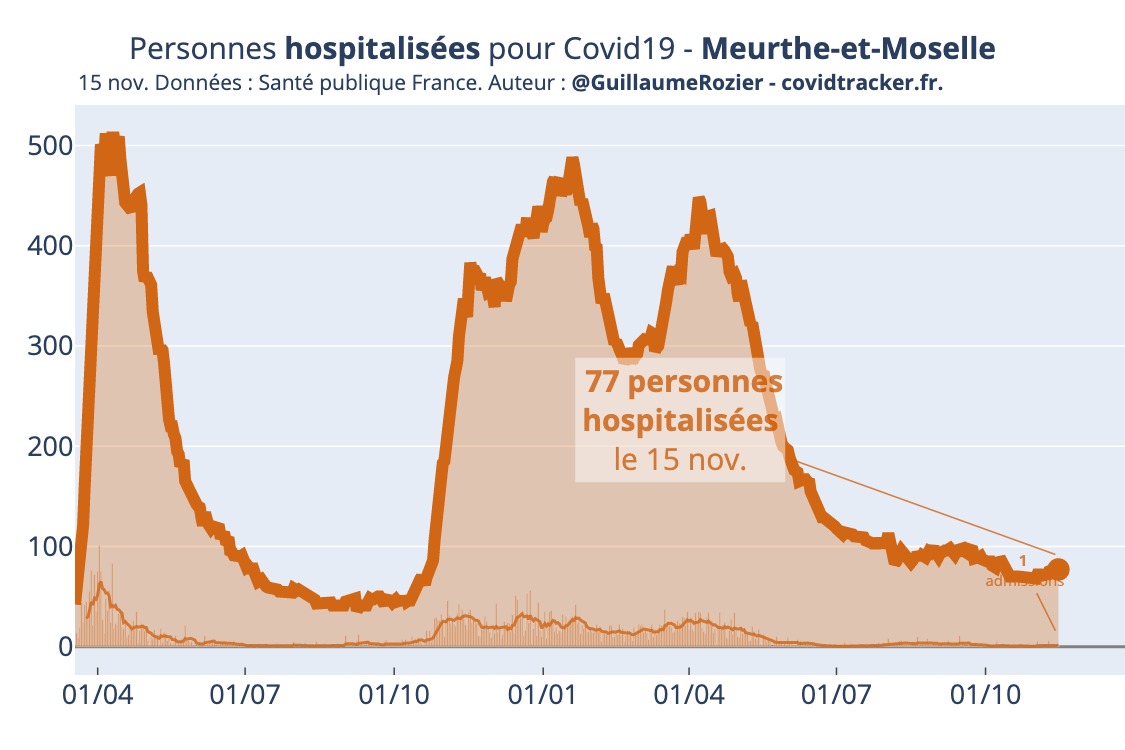 Personnes hospitalisées pour Covid19 - Meurthe-et-Moselle
15 nov. Données : Santé publique France. Auteur : @GuillaumeRozier - covidtracker.fr.
500
400
300
77 personnes
hospitalisées
le 15 nov.
200
100
1
admissions
0
01/04 01/07 01/10 01/01 01/04 01/07 01/10